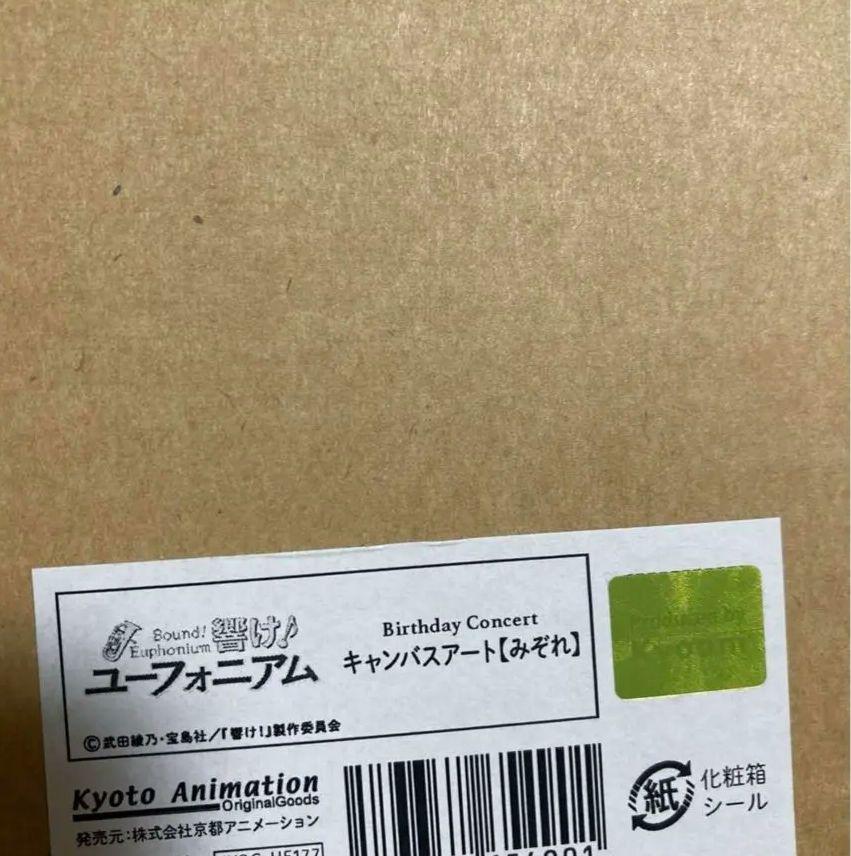 Sound! 響け♪
Euphonium
ユーフォニアム
Birthday Concert
キャンバスアート【みぞれ】
©武田綾乃・宝島社/『響け!』製作委員会
Kyoto Animation
OriginalGoods
発売元:株式会社京都アニメーション
紙
化粧箱
シール